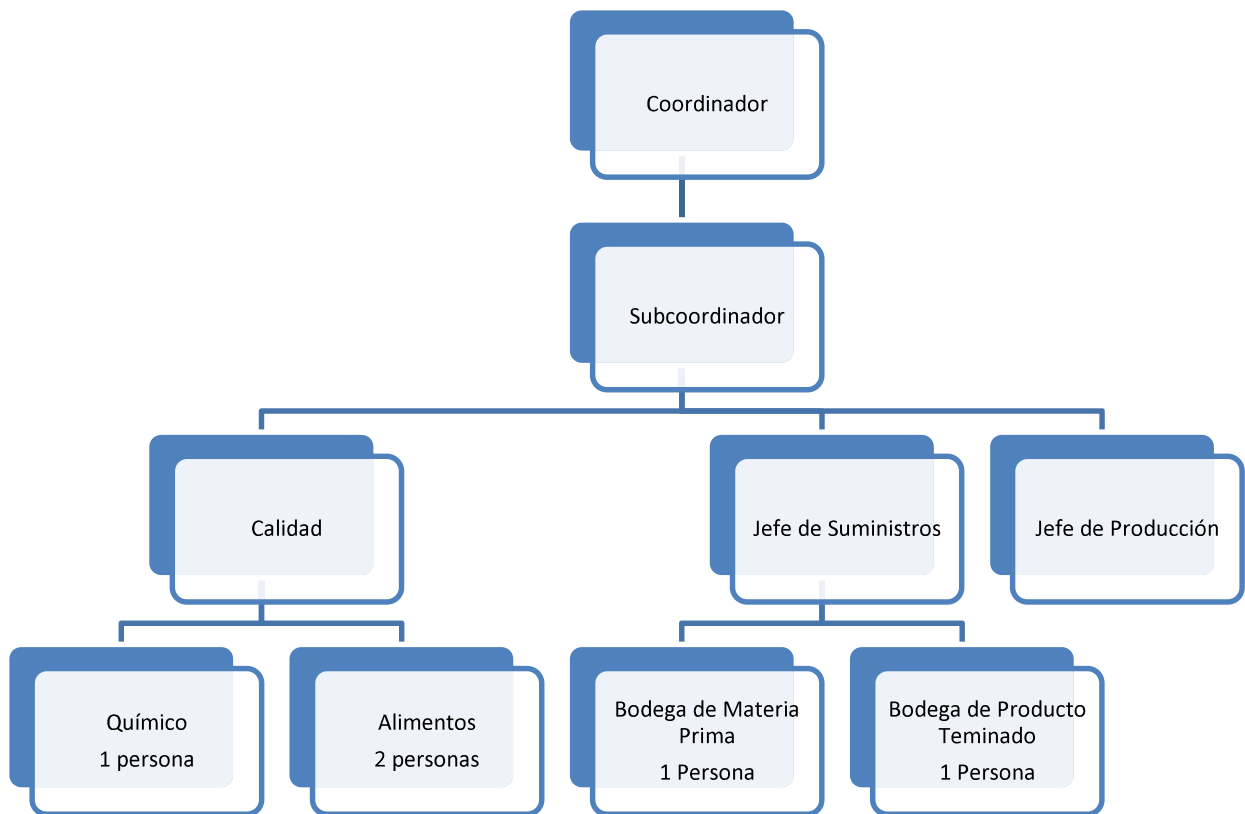 Coordinador
Subcoordinador
Calidad
Jefe de Suministros
Jefe de Producción
Químico
1 persona
Alimentos
2 personas
Bodega de Materia
Prima
1 Persona
Bodega de Producto
Teminado
1 Persona